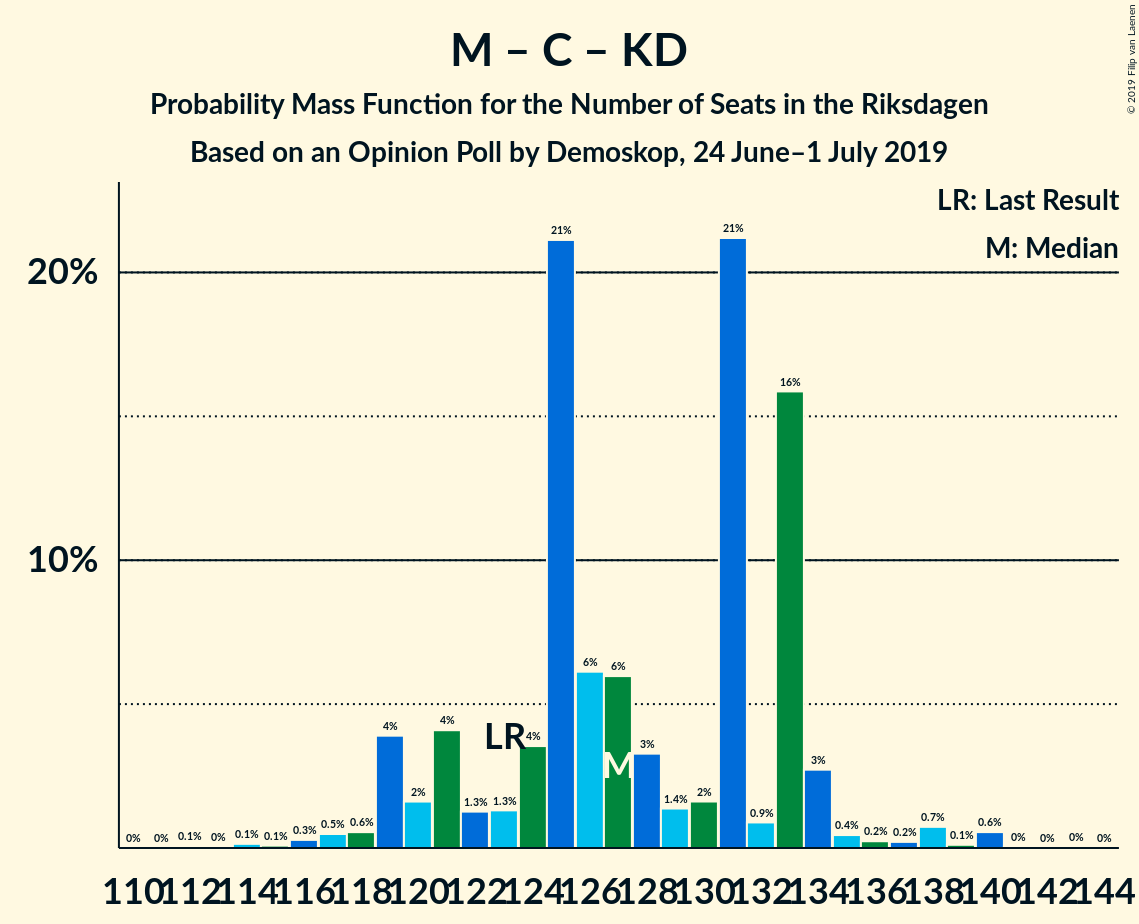 M – C – KD
Probability Mass Function for the Number of Seats in the Riksdagen
Based on an Opinion Poll by Demoskop, 24 June–1 July 2019
© 2019 Filip van Laenen
LR: Last Result
M: Median
20%
10%
0% 0% 0.1% 0% 0.1% 0.1% 0.3% 0.5% 0.6% 4% 2% 4% 1.3% 1.3% 4% 21% 6% 6% 3% 1.4% 2% 21% 0.9% 16% 3% 0.4% 0.2% 0.2% 0.7% 0.1% 0.6% 0% 0% 0% 0%
LR
M
110 112 114 116 118 120 122 124 126 128 130 132 134 136 138 140 142 144